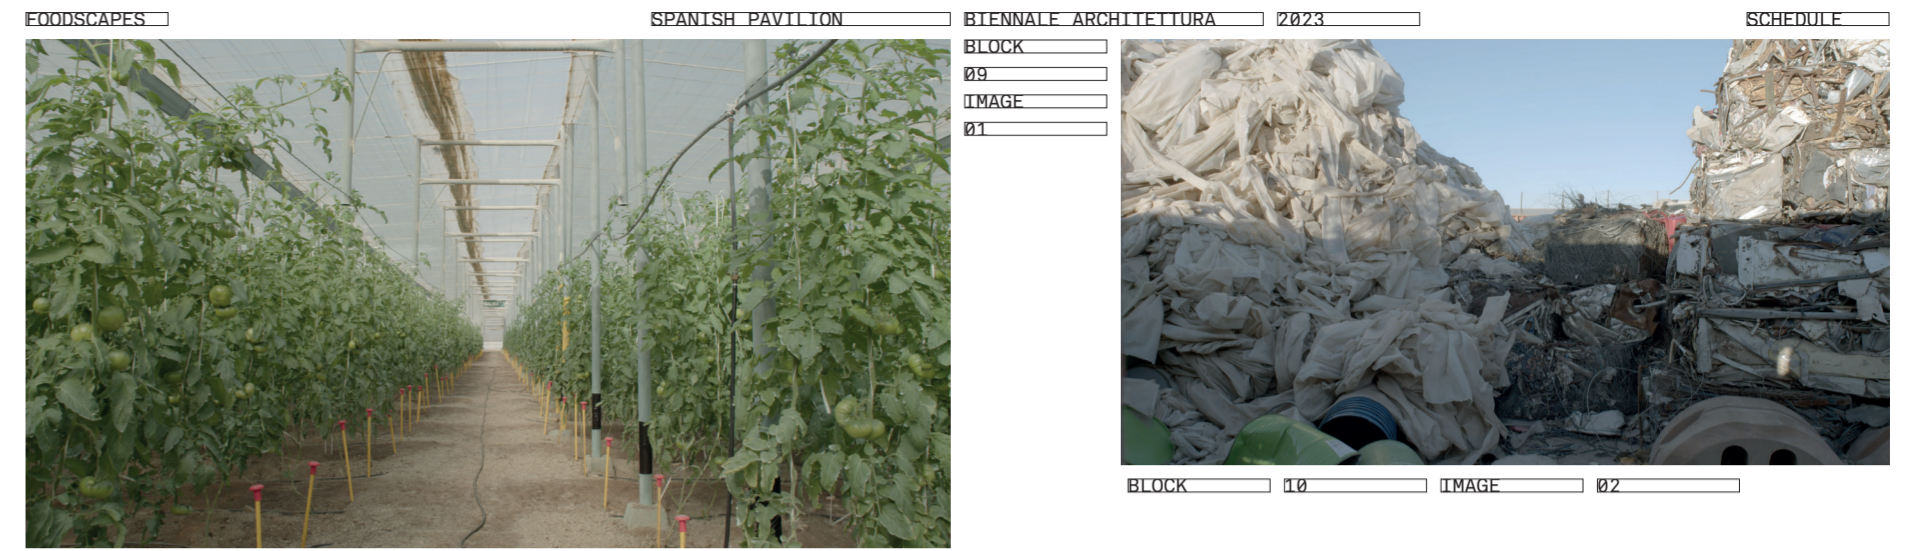 FOODSCAPES SPANISH PAVILION BIENNALE ARCHITETTURA 2023 SCHEDULE
BLOCK
09
IMAGE
01
BLOCK 10 IMAGE 02